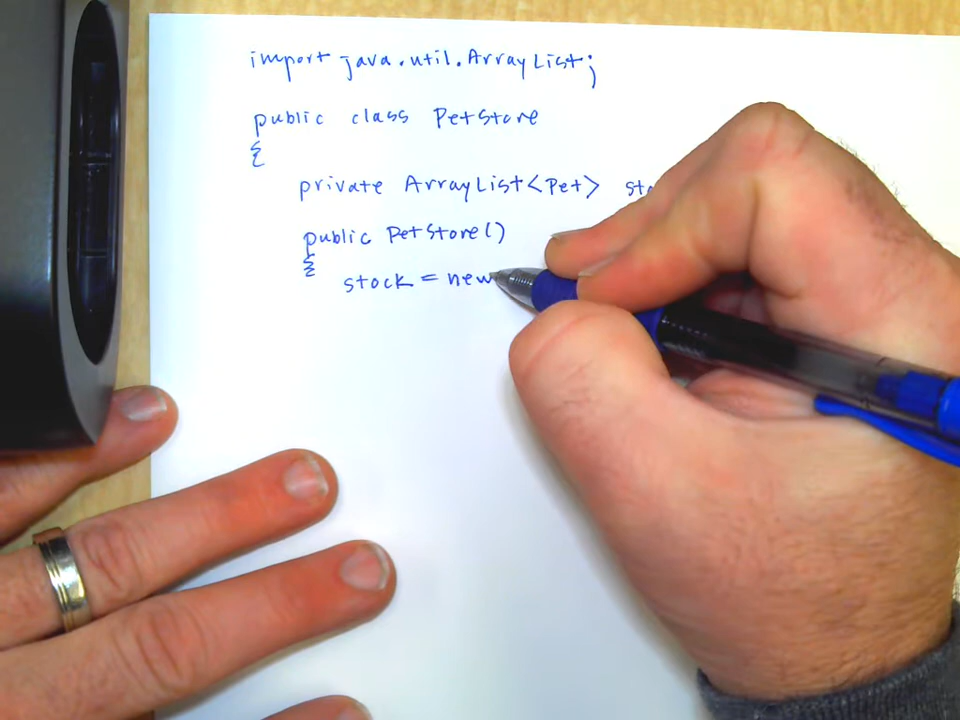 import java.util.ArrayList;
public class PetStore
{
private ArrayList<Pet>
public PetStore()
{
stock = new